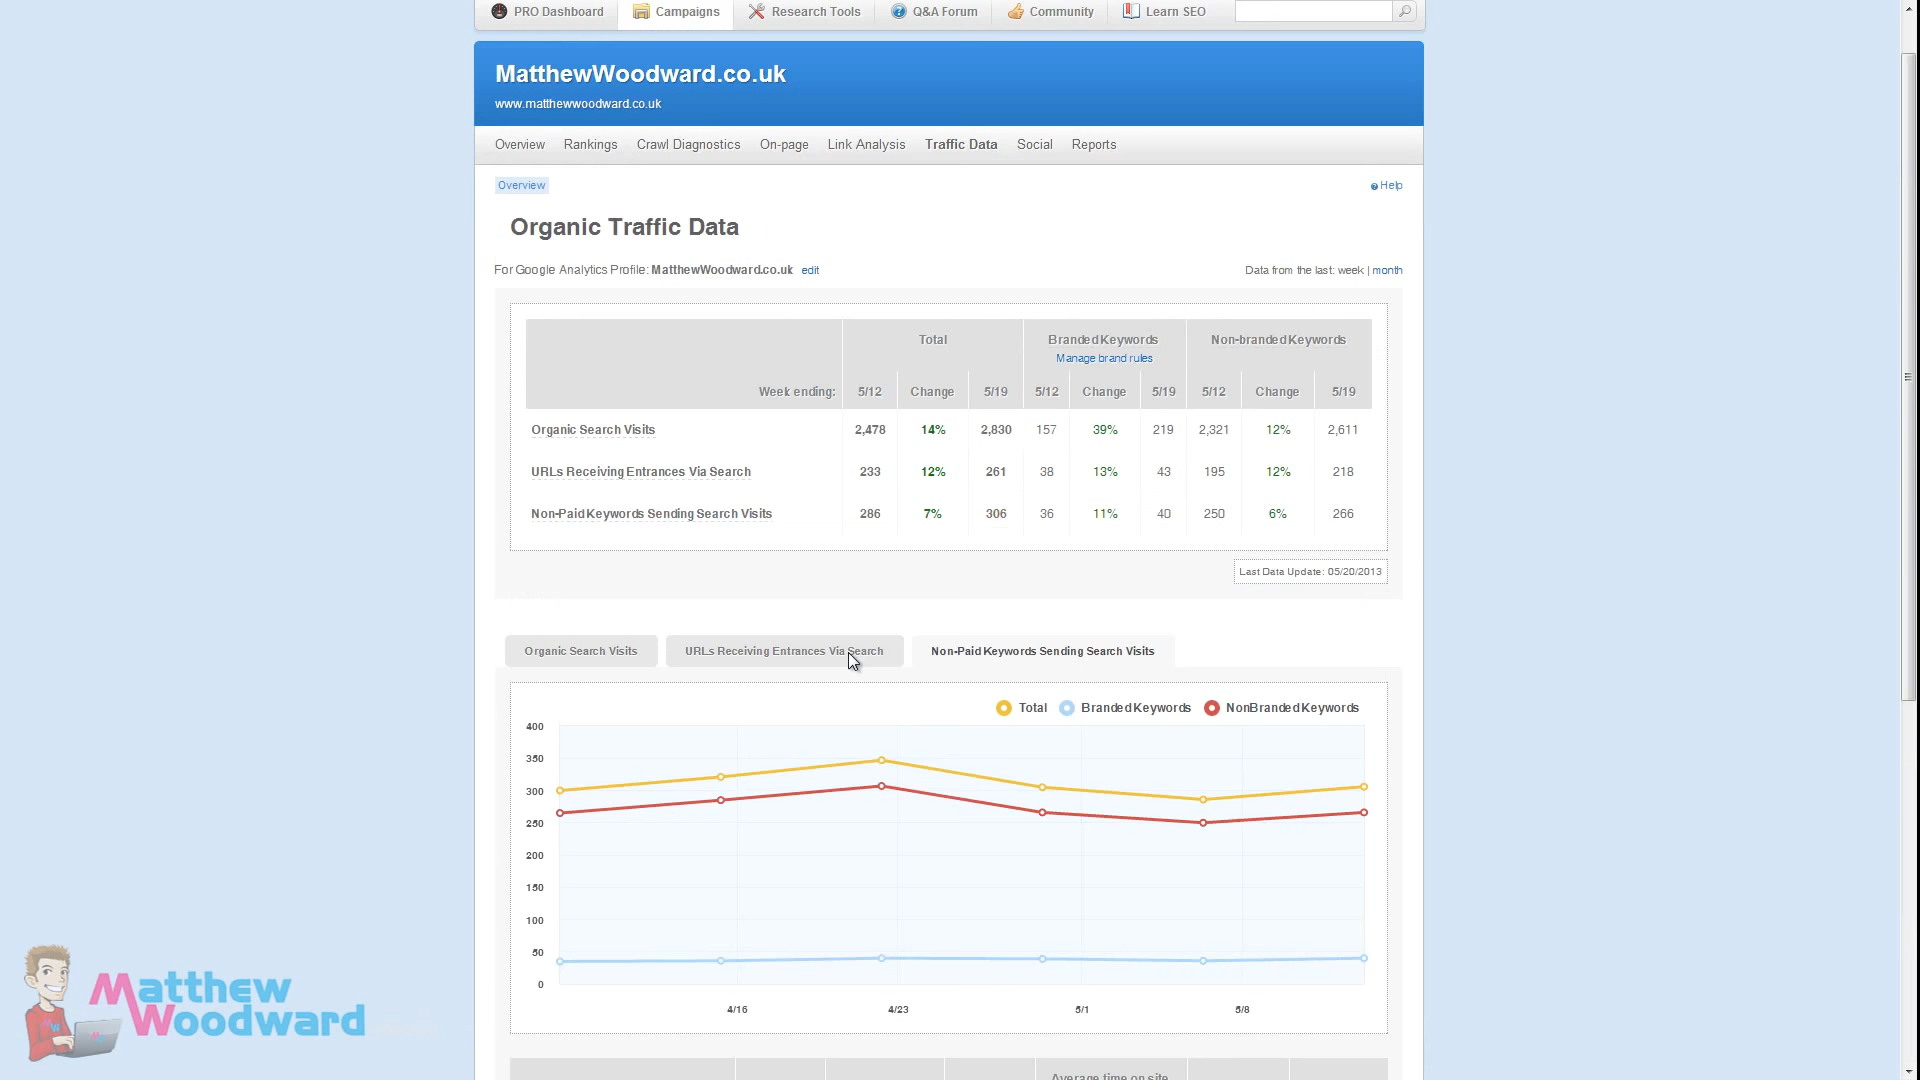 PRO Dashboard Campaigns Research Tools Q&A Forum Community Learn SEO
MatthewWoodward.co.uk
www.matthewwoodward.co.uk
Overview Rankings Crawl Diagnostics On-page Link Analysis Traffic Data Social Reports
Overview Help
Organic Traffic Data
For Google Analytics Profile: MatthewWoodward.co.uk edit Data from the last: week | month
Total Branded Keywords Non-branded Keywords
Manage brand rules
Week ending: 5/12 Change 5/19 5/12 Change 5/19 5/12 Change 5/19
Organic Search Visits 2,478 14% 2,830 157 39% 219 2,321 12% 2,611
URLs Receiving Entrances Via Search 233 12% 261 38 13% 43 195 12% 218
Non-Paid Keywords Sending Search Visits 286 7% 306 36 11% 40 250 6% 266
Last Data Update: 05/20/2013
Organic Search Visits URLs Receiving Entrances Via Search Non-Paid Keywords Sending Search Visits
Total Branded Keywords NonBranded Keywords
400
350
300
250
200
150
100
50
0
4/16 4/23 5/1 5/8
Matthew
Woodward
Average time on site